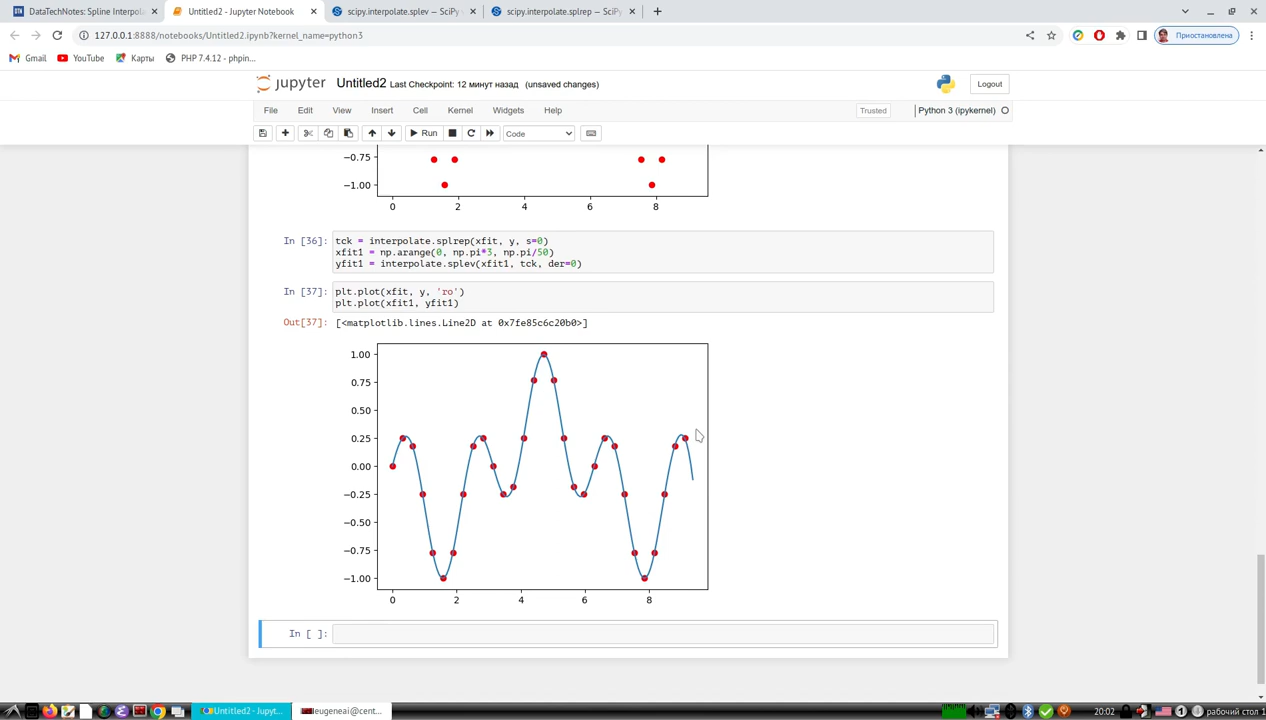 DataTechNotes: Spline Interpola
Untitled2 - Jupyter Notebook
scipy.interpolate.splev — SciPy
scipy.interpolate.splrep — SciPy
127.0.0.1:8888/notebooks/Untitled2.ipynb?kernel_name=python3
Приостановлена
Gmail
YouTube
Карты
PHP 7.4.12 - phpin...
jupyter
Untitled2
Last Checkpoint: 12 минут назад (unsaved changes)
Logout
File
Edit
View
Insert
Cell
Kernel
Widgets
Help
Trusted
Python 3 (ipykernel)
Run
Code
−0.75
−1.00
0 2 4 6 8
In [36]:
tck = interpolate.splrep(xfit, y, s=0)
xfit1 = np.arange(0, np.pi*3, np.pi/50)
yfit1 = interpolate.splev(xfit1, tck, der=0)
In [37]:
plt.plot(xfit, y, 'ro')
plt.plot(xfit1, yfit1)
Out[37]:
[<matplotlib.lines.Line2D at 0x7fe85c6c20b0>]
1.00
0.75
0.50
0.25
0.00
−0.25
−0.50
−0.75
−1.00
0 2 4 6 8
In [ ]:
Untitled2 - Jupyt...
eugeneai@cent...
20:02
1
рабочий стол 1